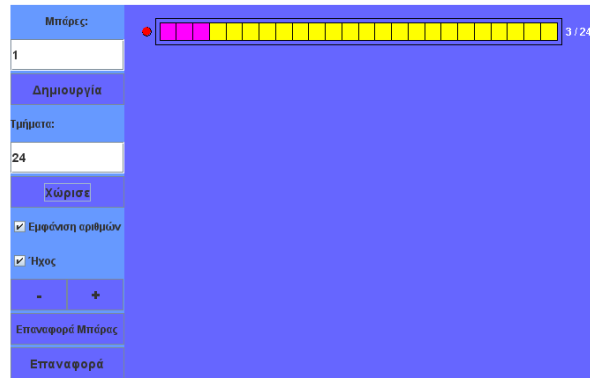 Μπάρες:
3 / 24
1
Δημιουργία
Τμήματα:
24
Χώρισε
Εμφάνιση αριθμών
Ήχος
- +
Επαναφορά Μπάρας
Επαναφορά